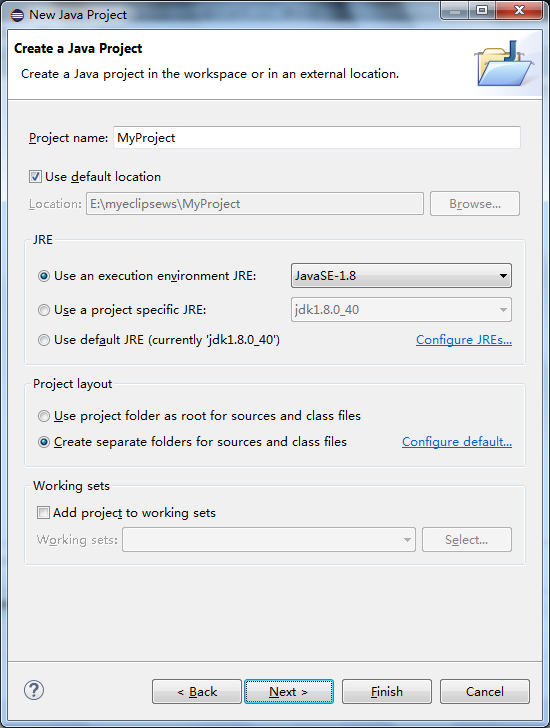 New Java Project
Create a Java Project
Create a Java project in the workspace or in an external location.
Project name: MyProject
Use default location
Location: E:\myeclipsews\MyProject Browse...
JRE
Use an execution environment JRE: JavaSE-1.8
Use a project specific JRE: jdk1.8.0_40
Use default JRE (currently 'jdk1.8.0_40') Configure JREs...
Project layout
Use project folder as root for sources and class files
Create separate folders for sources and class files Configure default...
Working sets
Add project to working sets
Working sets: Select...
? < Back Next > Finish Cancel